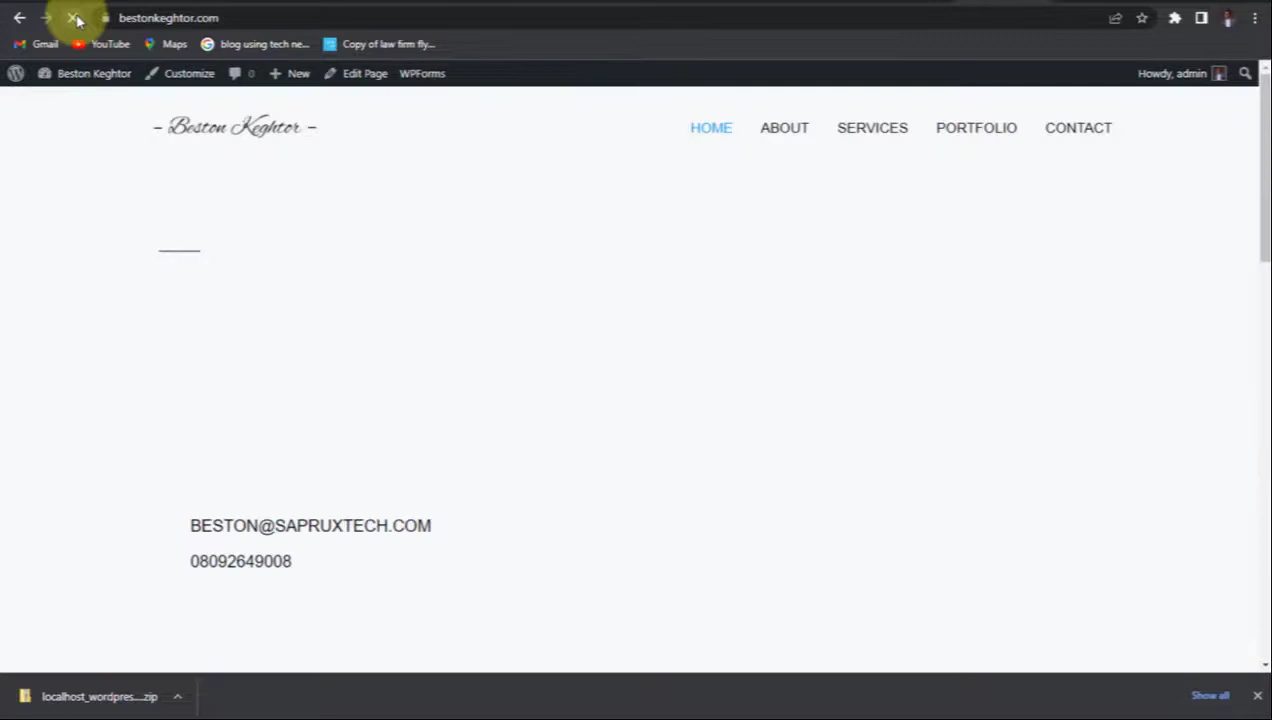 bestonkeghtor.com
Gmail YouTube Maps blog using tech ne... Copy of law firm fly...
Beston Keghtor Customize 0 New Edit Page WPForms Howdy, admin
– Beston Keghtor – HOME ABOUT SERVICES PORTFOLIO CONTACT
BESTON@SAPRUXTECH.COM
08092649008
localhost_wordpres....zip Show all